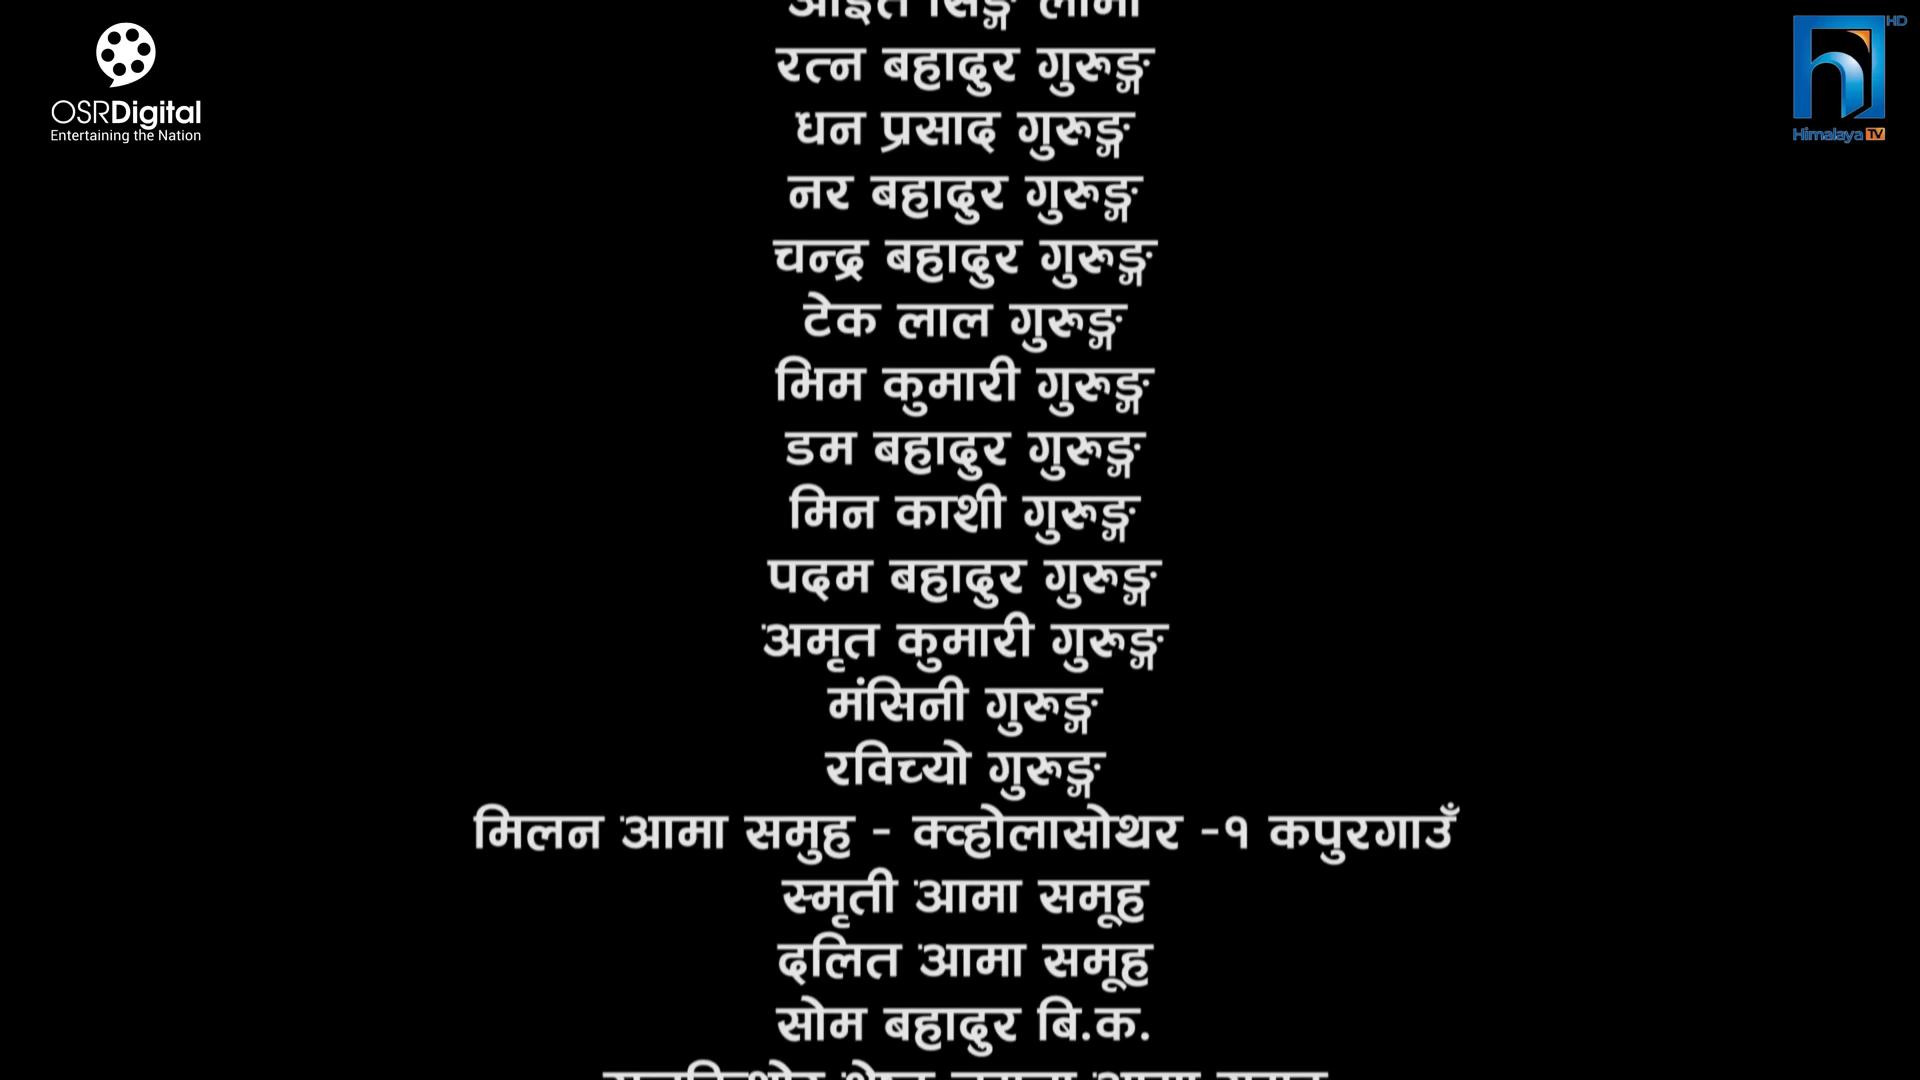 OSRDigital
Entertaining the Nation
HD
Himalaya TV
रत्न बहादुर गुरूङ्ग
धन प्रसाद गुरूङ्ग
नर बहादुर गुरूङ्ग
चन्द्र बहादुर गुरूङ्ग
टेक लाल गुरूङ्ग
भिम कुमारी गुरूङ्ग
डम बहादुर गुरूङ्ग
मिन काशी गुरूङ्ग
पदम बहादुर गुरूङ्ग
अमृत कुमारी गुरूङ्ग
मंसिनी गुरूङ्ग
रविच्यो गुरूङ्ग
मिलन आमा समुह - क्व्होलासोथर -१ कपुरगाउँ
स्मृती आमा समूह
दलित आमा समूह
सोम बहादुर बि.क.